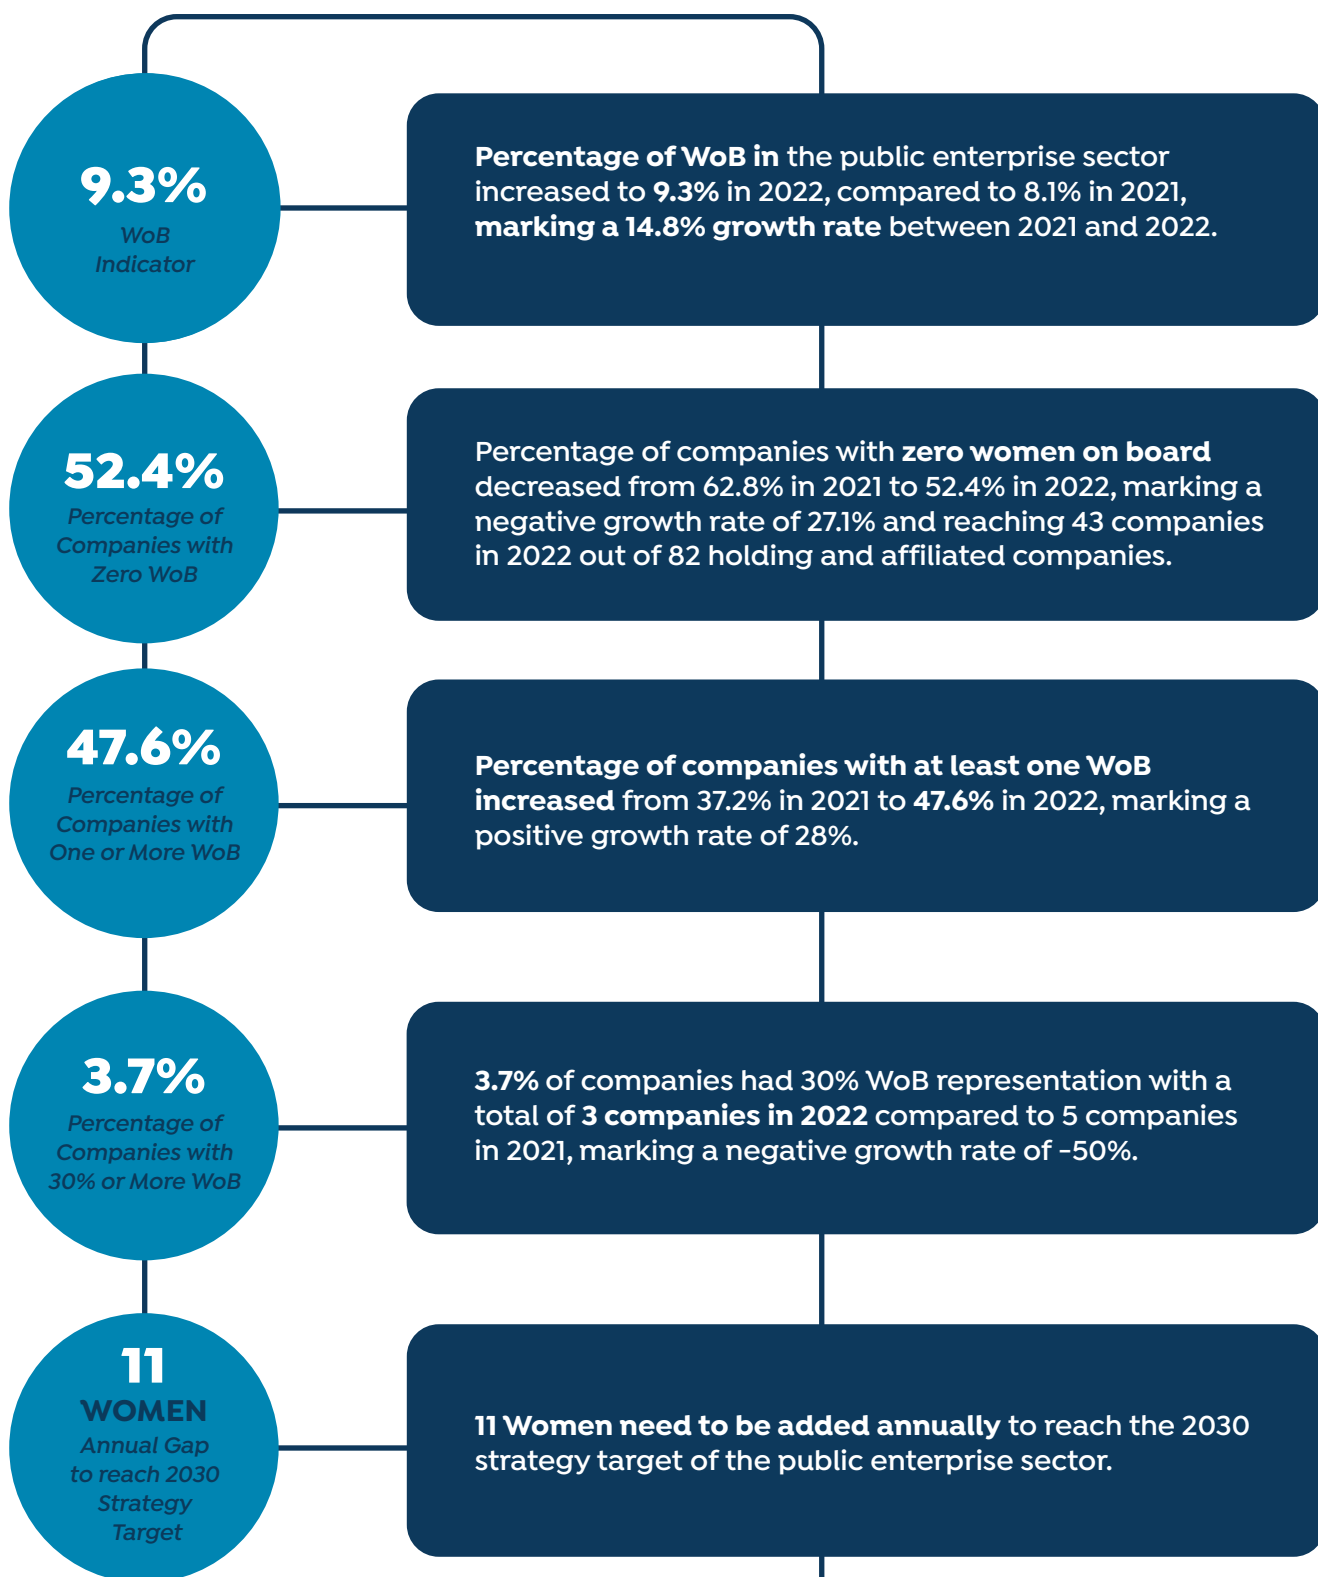 9.3%
WoB
Indicator
Percentage of WoB in the public enterprise sector
increased to 9.3% in 2022, compared to 8.1% in 2021,
marking a 14.8% growth rate between 2021 and 2022.
52.4%
Percentage of
Companies with
Zero WoB
Percentage of companies with zero women on board
decreased from 62.8% in 2021 to 52.4% in 2022, marking a
negative growth rate of 27.1% and reaching 43 companies
in 2022 out of 82 holding and affiliated companies.
47.6%
Percentage of
Companies with
One or More WoB
Percentage of companies with at least one WoB
increased from 37.2% in 2021 to 47.6% in 2022, marking a
positive growth rate of 28%.
3.7%
Percentage of
Companies with
30% or More WoB
3.7% of companies had 30% WoB representation with a
total of 3 companies in 2022 compared to 5 companies
in 2021, marking a negative growth rate of -50%.
11
WOMEN
Annual Gap
to reach 2030
Strategy
Target
11 Women need to be added annually to reach the 2030
strategy target of the public enterprise sector.